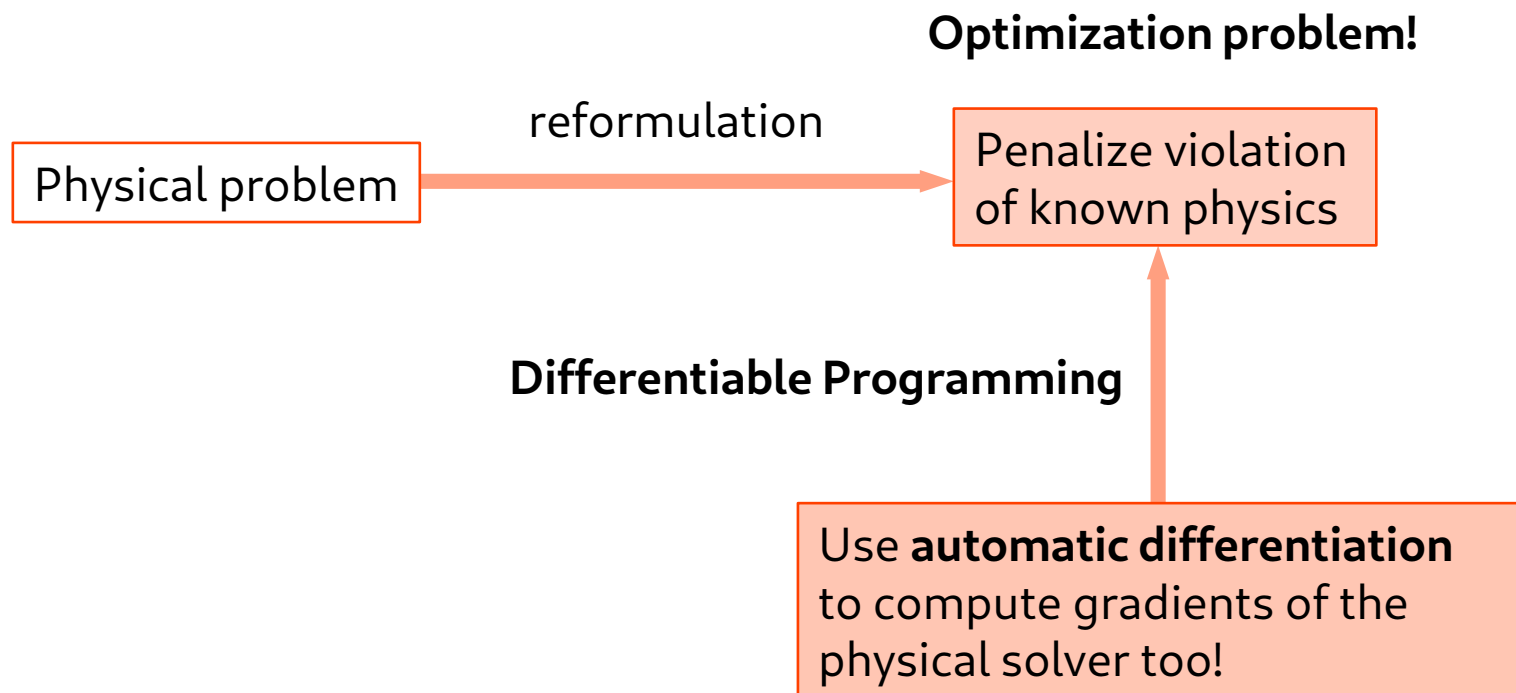 Optimization problem!
reformulation
Physical problem
Penalize violation
of known physics
Differentiable Programming
Use automatic differentiation
to compute gradients of the
physical solver too!